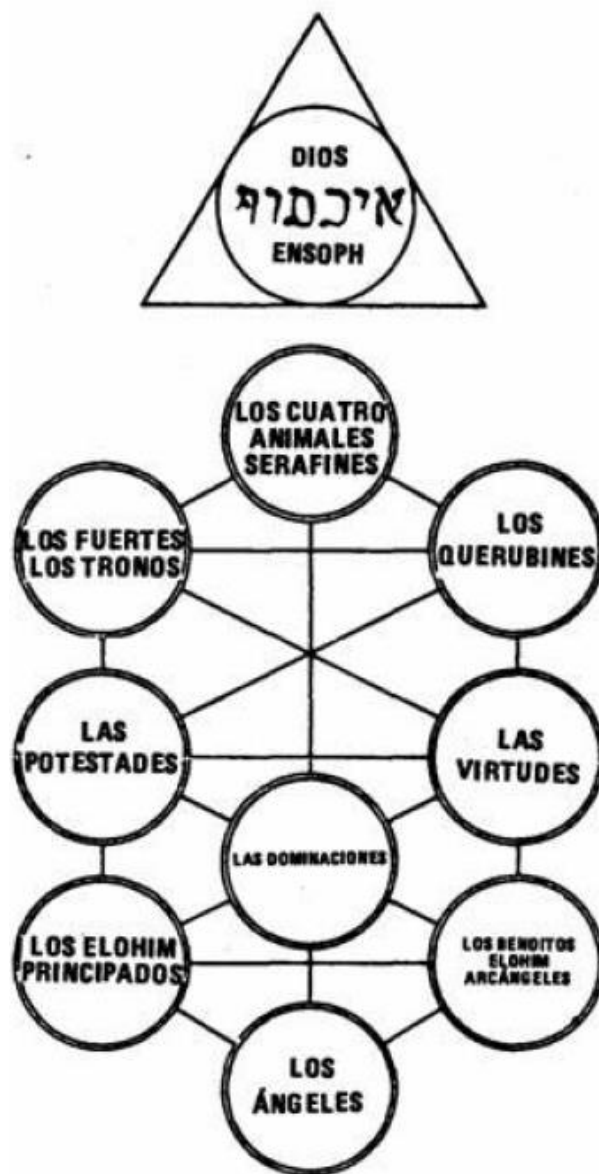 DIOS
איכסוף
ENSOPH
LOS CUATRO
ANIMALES
SERAFINES
LOS FUERTES
LOS TRONOS
LOS
QUERUBINES
LAS
POTESTADES
LAS
VIRTUDES
LAS DOMINACIONES
LOS ELOHIM
PRINCIPADOS
LOS BENDITOS
ELOHIM
ARCÁNGELES
LOS
ÁNGELES